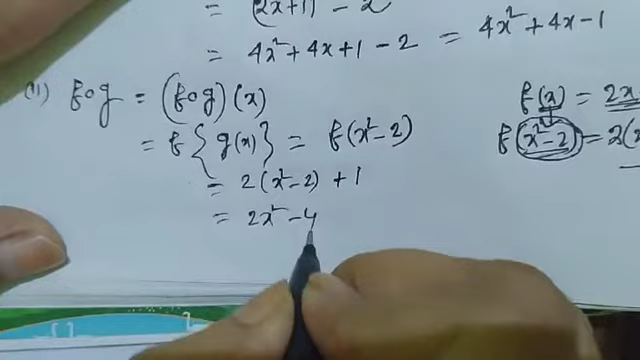 = (2x+1)² - 2
= 4x² + 4x + 1 - 2 = 4x² + 4x - 1
(ii) fog = (fog)(x)
= f{g(x)} = f(x² - 2)
= 2(x² - 2) + 1
= 2x² - 4
f(x) = 2x
f(x² - 2) = 2(x